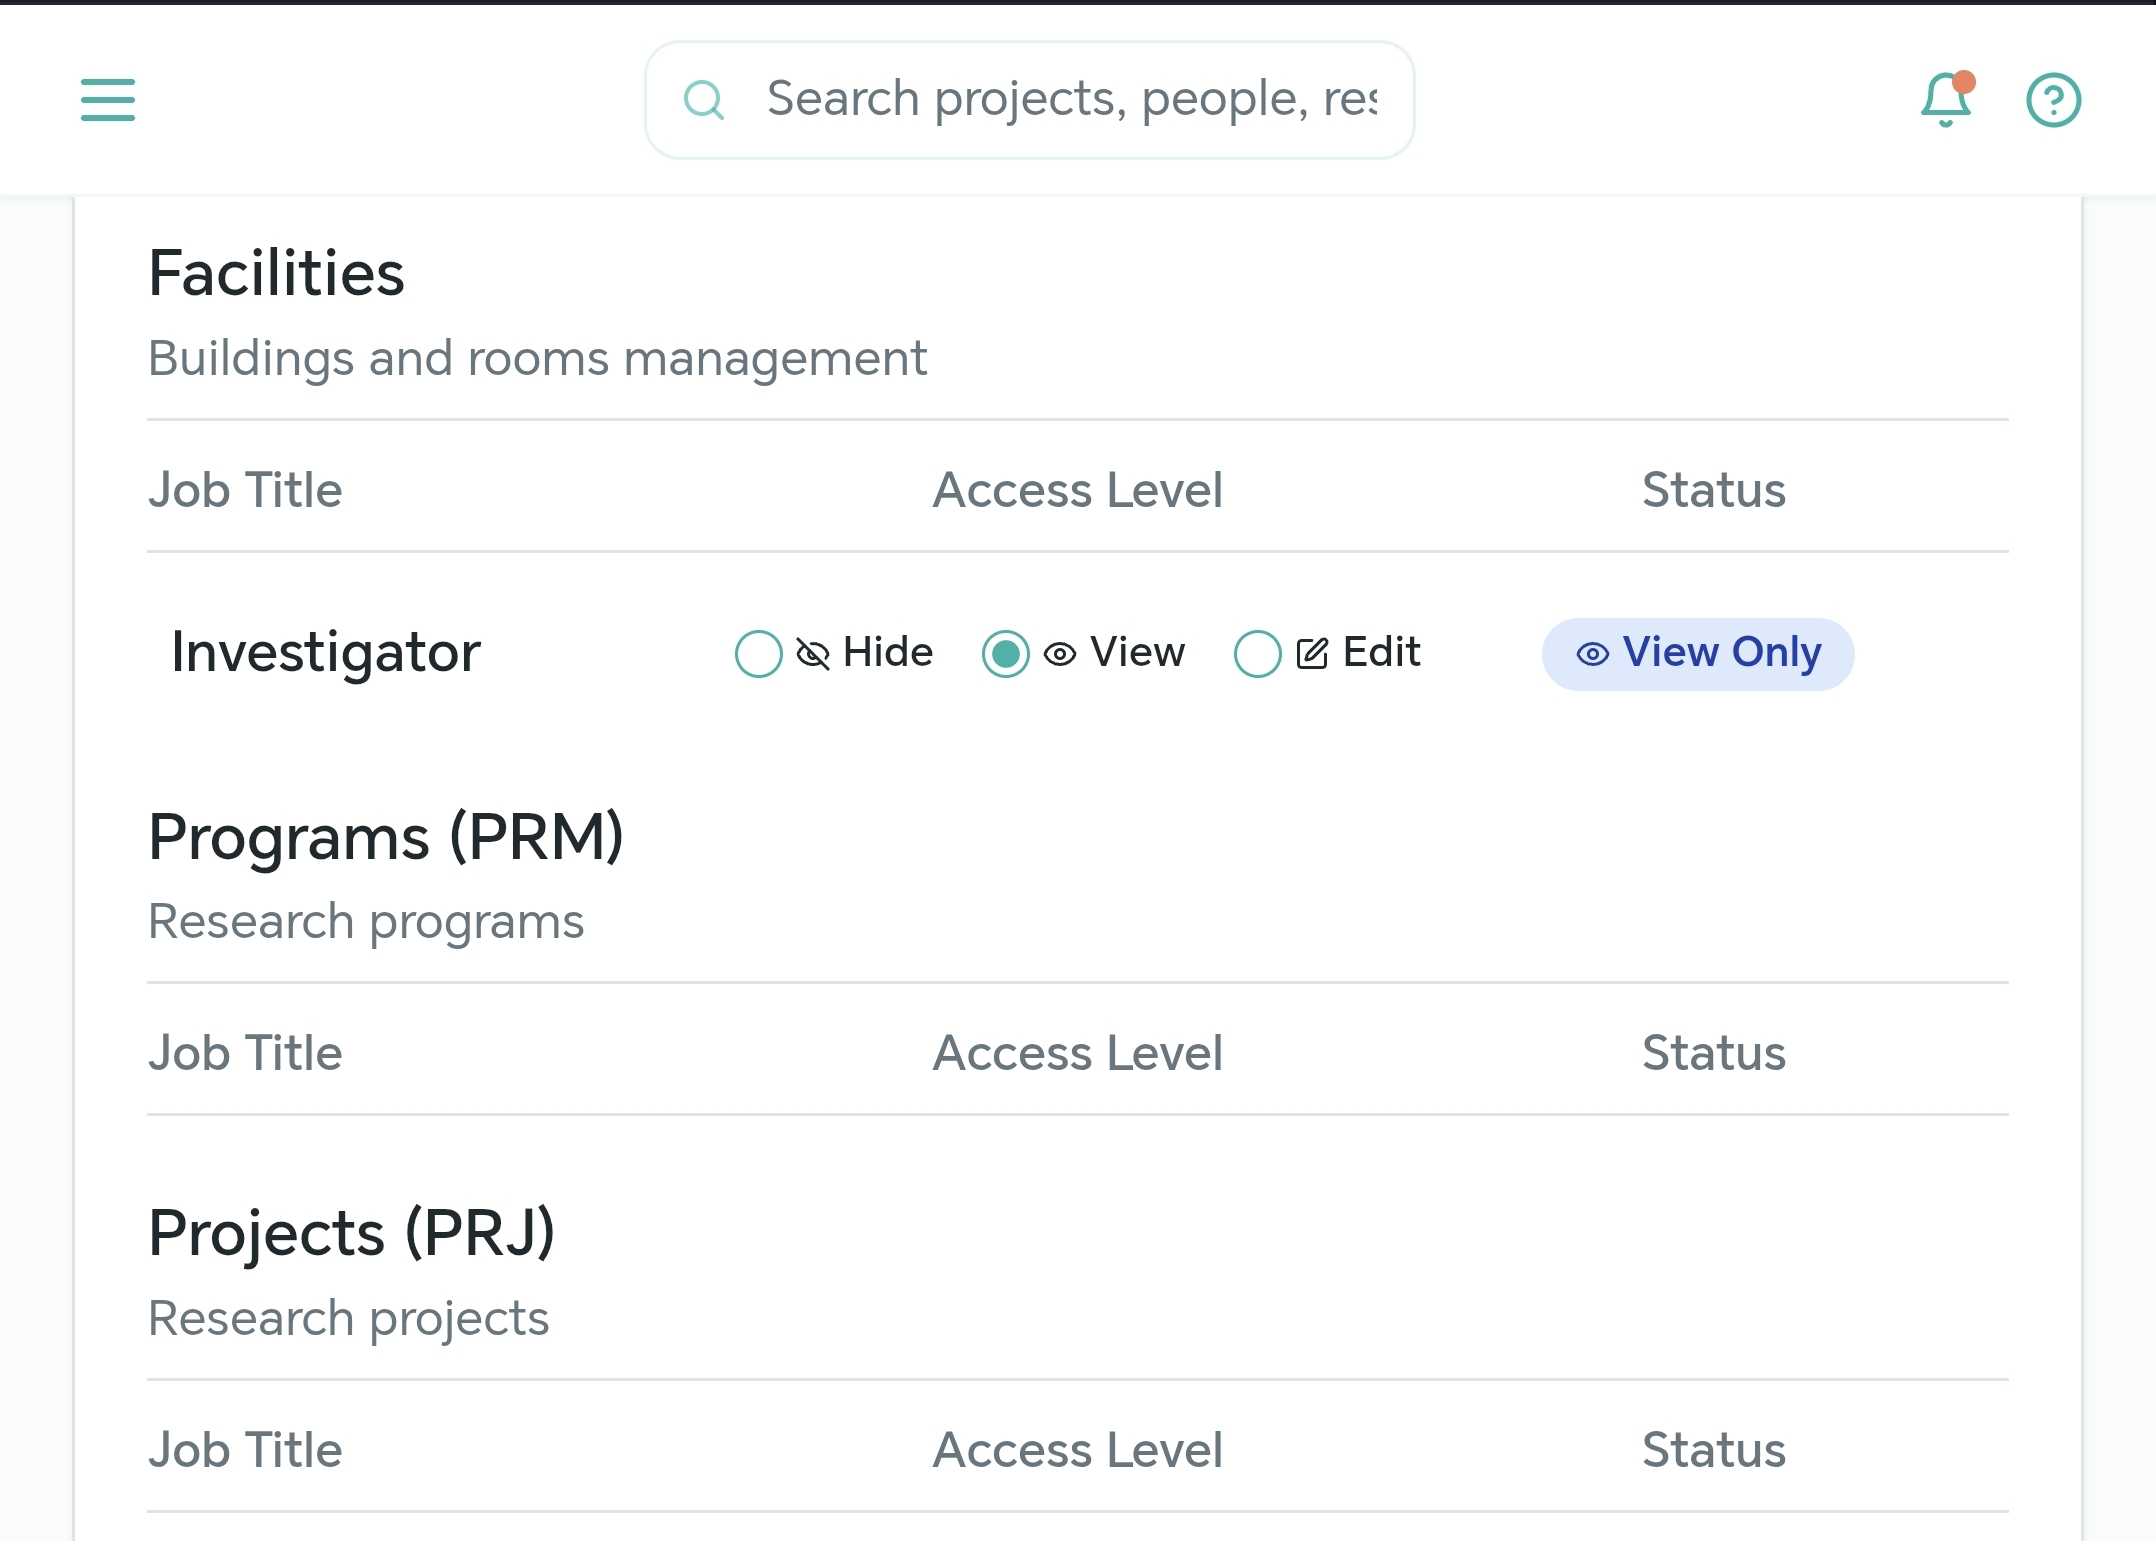 Search projects, people, res
Facilities
Buildings and rooms management
Job Title Access Level Status
Investigator Hide View Edit View Only
Programs (PRM)
Research programs
Job Title Access Level Status
Projects (PRJ)
Research projects
Job Title Access Level Status